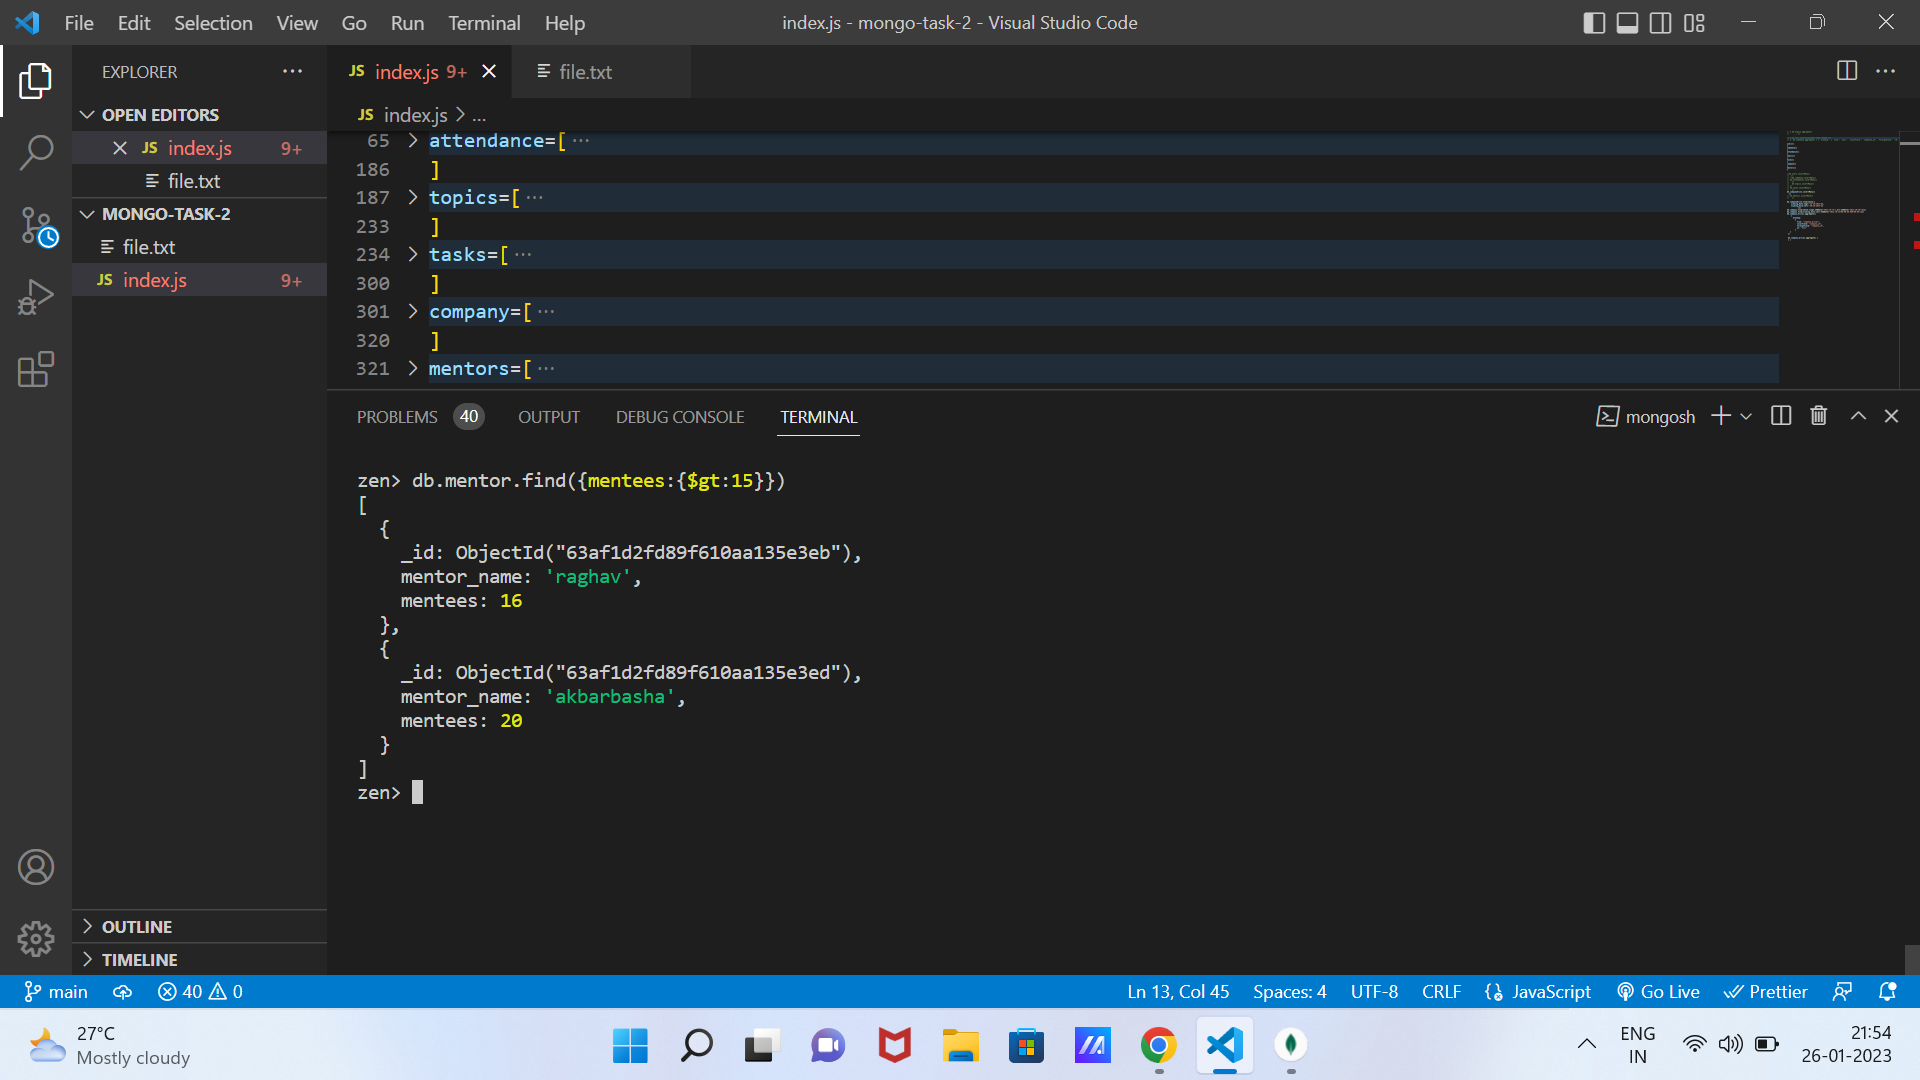 File Edit Selection View Go Run Terminal Help
index.js - mongo-task-2 - Visual Studio Code
EXPLORER
OPEN EDITORS
JS index.js 9+
file.txt
MONGO-TASK-2
file.txt
JS index.js 9+
OUTLINE
TIMELINE
JS index.js 9+
file.txt
JS index.js > ...
65 attendance=[ ...
186 ]
187 topics=[ ...
233 ]
234 tasks=[ ...
300 ]
301 company=[ ...
320 ]
321 mentors=[ ...
PROBLEMS 40 OUTPUT DEBUG CONSOLE TERMINAL
mongosh
zen> db.mentor.find({mentees:{$gt:15}})
[
{
_id: ObjectId("63af1d2fd89f610aa135e3eb"),
mentor_name: 'raghav',
mentees: 16
},
{
_id: ObjectId("63af1d2fd89f610aa135e3ed"),
mentor_name: 'akbarbasha',
mentees: 20
}
]
zen>
main 40 0
Ln 13, Col 45 Spaces: 4 UTF-8 CRLF {} JavaScript Go Live Prettier
27°C
Mostly cloudy
ENG
IN
21:54
26-01-2023